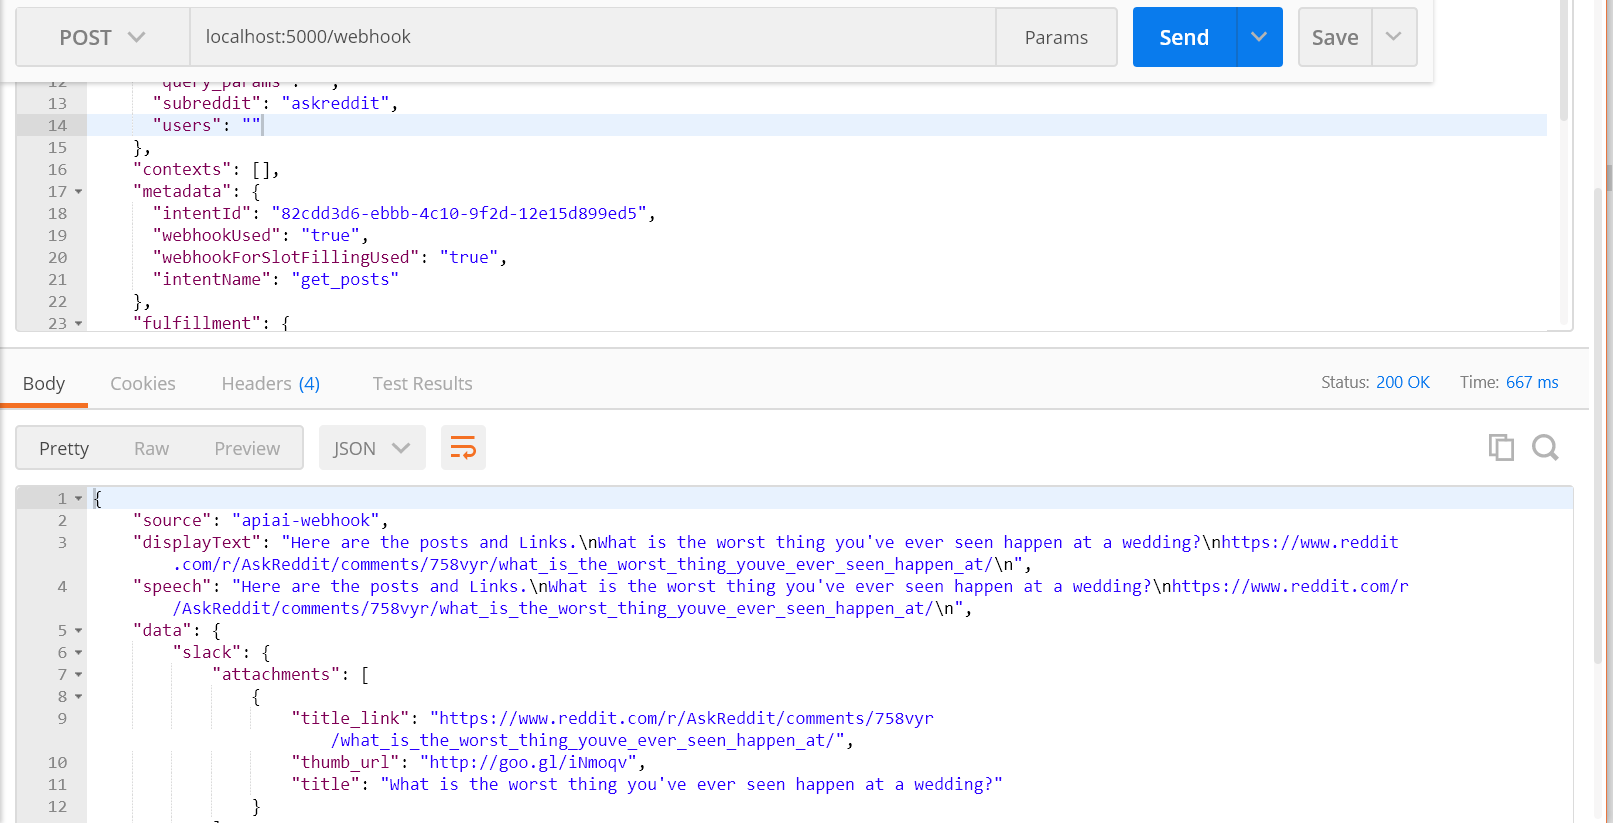 POST
localhost:5000/webhook
Params
Send
Save
12 "query_params": "",
13 "subreddit": "askreddit",
14 "users": ""
15 },
16 "contexts": [],
17 "metadata": {
18 "intentId": "82cdd3d6-ebbb-4c10-9f2d-12e15d899ed5",
19 "webhookUsed": "true",
20 "webhookForSlotFillingUsed": "true",
21 "intentName": "get_posts"
22 },
23 "fulfillment": {
Body Cookies Headers (4) Test Results Status: 200 OK Time: 667 ms
Pretty Raw Preview JSON
1 {
2 "source": "apiai-webhook",
3 "displayText": "Here are the posts and Links.\nWhat is the worst thing you've ever seen happen at a wedding?\nhttps://www.reddit
.com/r/AskReddit/comments/758vyr/what_is_the_worst_thing_youve_ever_seen_happen_at/\n",
4 "speech": "Here are the posts and Links.\nWhat is the worst thing you've ever seen happen at a wedding?\nhttps://www.reddit.com/r
/AskReddit/comments/758vyr/what_is_the_worst_thing_youve_ever_seen_happen_at/\n",
5 "data": {
6 "slack": {
7 "attachments": [
8 {
9 "title_link": "https://www.reddit.com/r/AskReddit/comments/758vyr
/what_is_the_worst_thing_youve_ever_seen_happen_at/",
10 "thumb_url": "http://goo.gl/iNmoqv",
11 "title": "What is the worst thing you've ever seen happen at a wedding?"
12 }